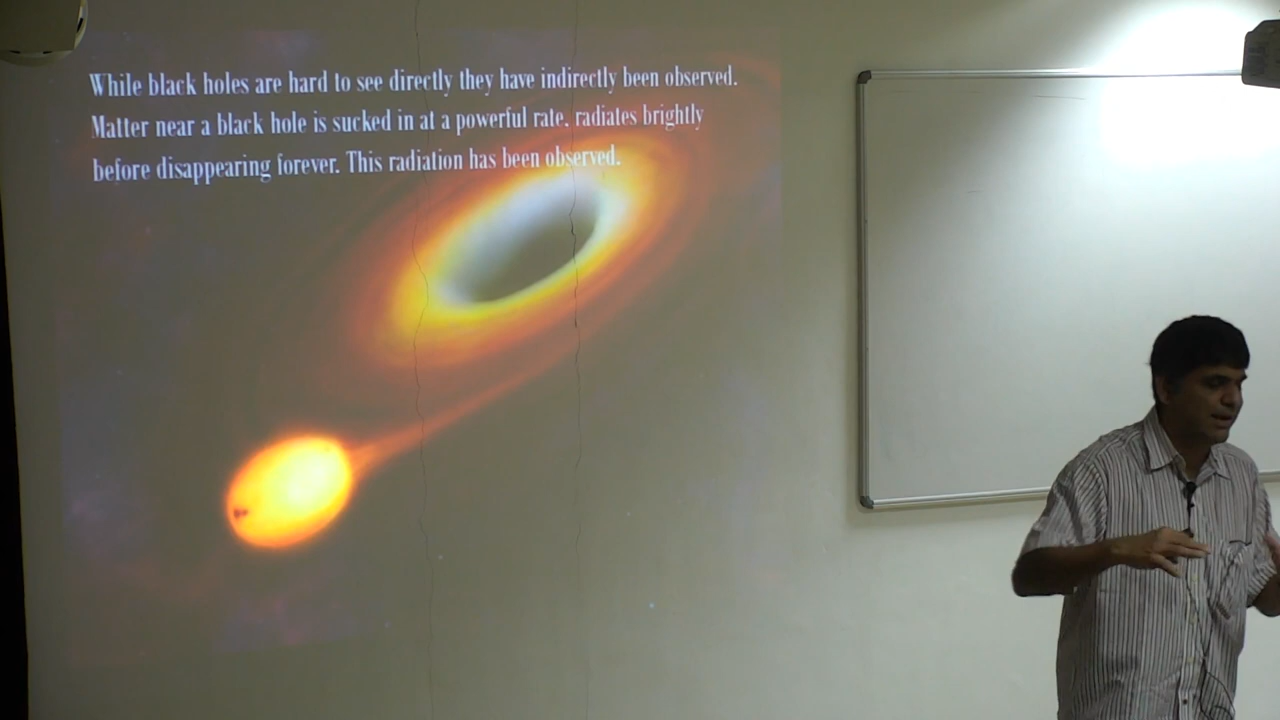 While black holes are hard to see directly they have indirectly been observed.
Matter near a black hole is sucked in at a powerful rate, radiates brightly
before disappearing forever. This radiation has been observed.